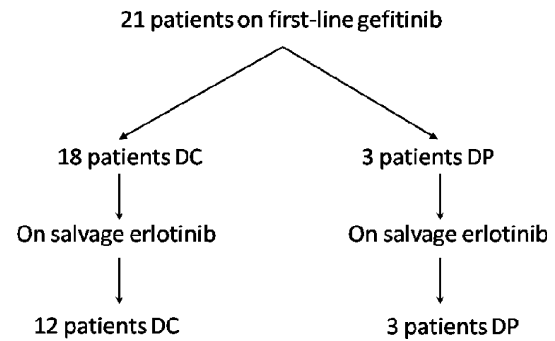 21 patients on first-line gefitinib
18 patients DC
3 patients DP
On salvage erlotinib
On salvage erlotinib
12 patients DC
3 patients DP